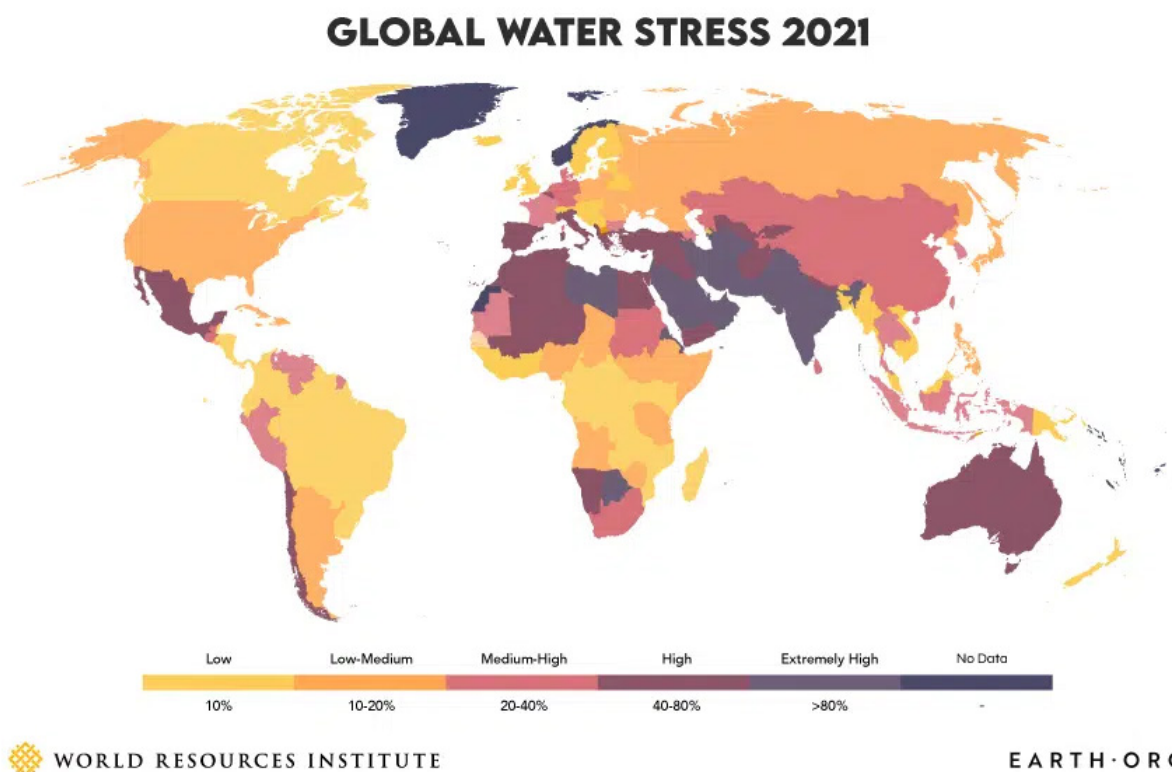 GLOBAL WATER STRESS 2021
Low Low-Medium Medium-High High Extremely High No Data
10% 10-20% 20-40% 40-80% >80% -
WORLD RESOURCES INSTITUTE EARTH·ORG